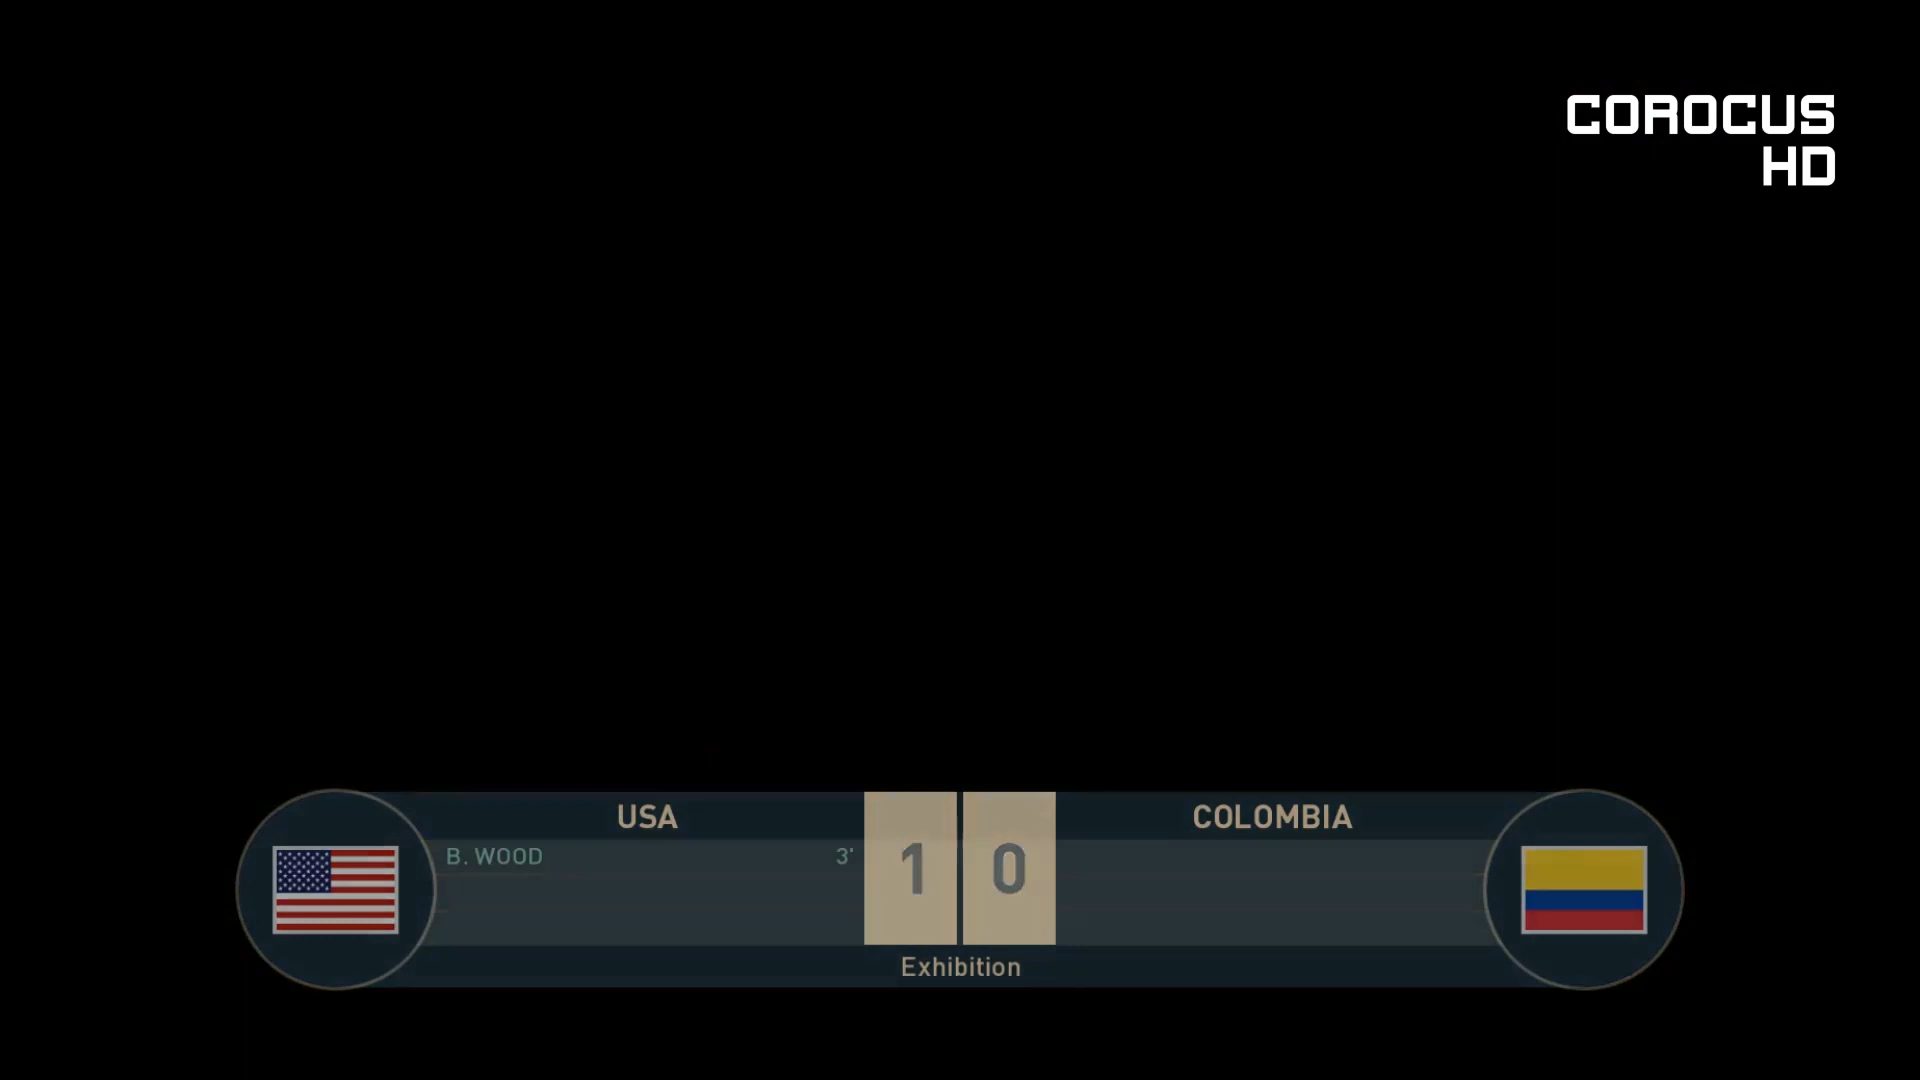 COROCUS
HD
USA
COLOMBIA
B. WOOD 3'
1 0
Exhibition